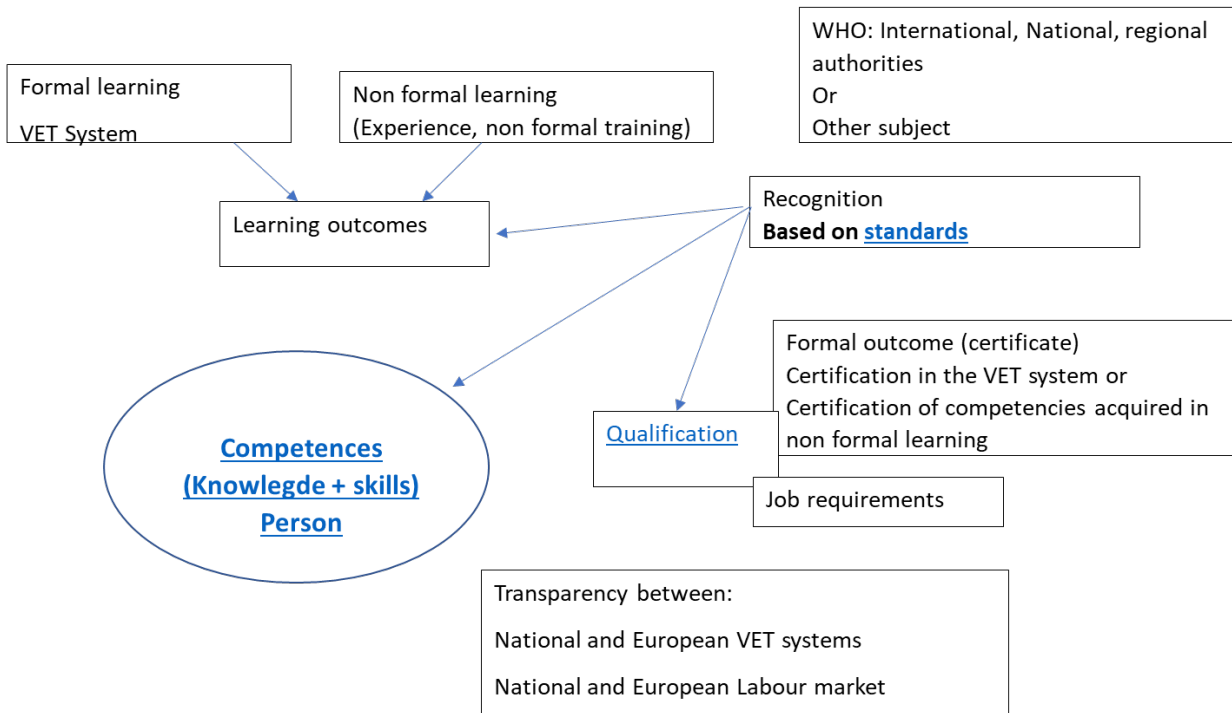 WHO: International, National, regional
authorities
Or
Other subject
Formal learning
VET System
Non formal learning
(Experience, non formal training)
Learning outcomes
Recognition
Based on standards
Formal outcome (certificate)
Certification in the VET system or
Certification of competencies acquired in
non formal learning
Qualification
Job requirements
Competences
(Knowlegde + skills)
Person
Transparency between:
National and European VET systems
National and European Labour market